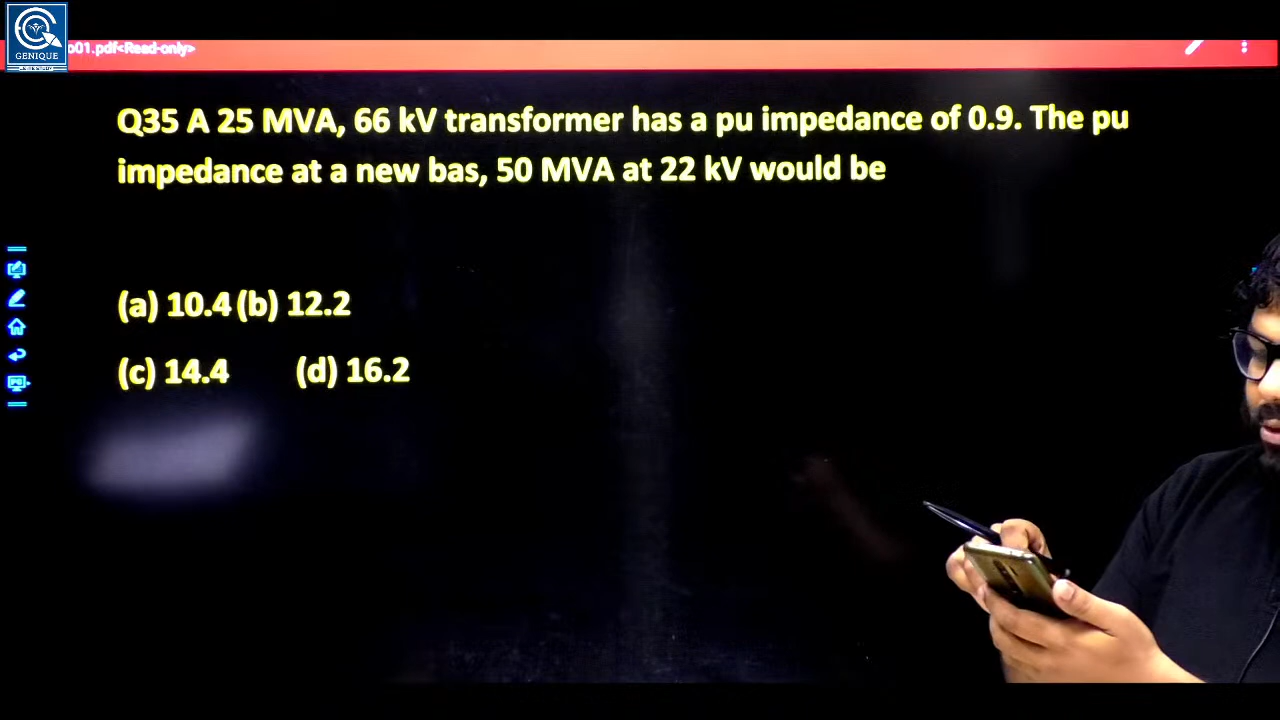 GENIQUE
o01.pdf<Read-only>
Q35 A 25 MVA, 66 kV transformer has a pu impedance of 0.9. The pu
impedance at a new bas, 50 MVA at 22 kV would be
(a) 10.4 (b) 12.2
(c) 14.4 (d) 16.2